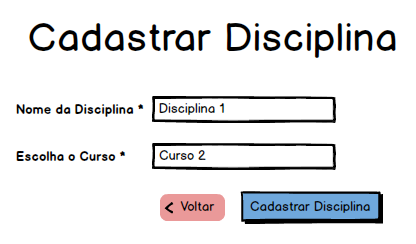 Cadastrar Disciplina
Nome da Disciplina * Disciplina 1
Escolha o Curso * Curso 2
< Voltar Cadastrar Disciplina